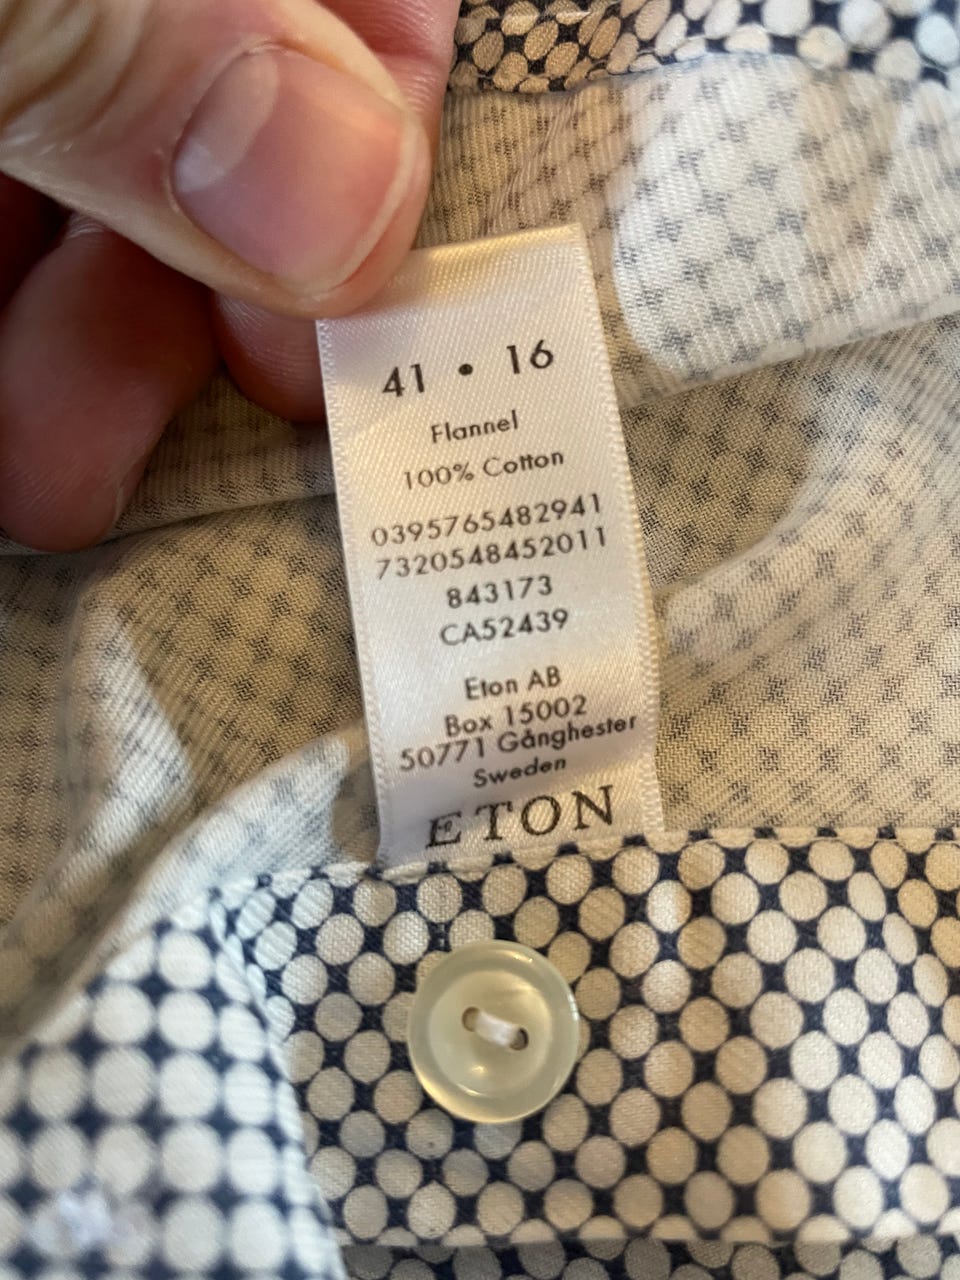 41 • 16
Flannel
100% Cotton
0395765482941
7320548452011
843173
CA52439
Eton AB
Box 15002
50771 Gånghester
Sweden
ETON